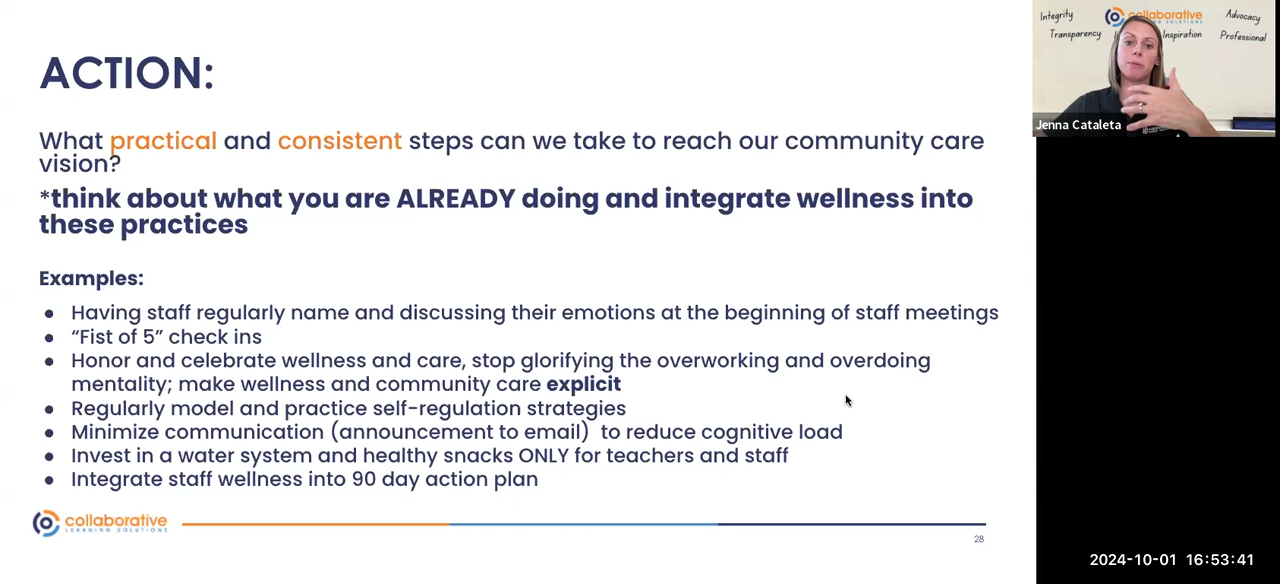 ACTION:
What practical and consistent steps can we take to reach our community care
vision?
*think about what you are ALREADY doing and integrate wellness into
these practices
Examples:
● Having staff regularly name and discussing their emotions at the beginning of staff meetings
● “Fist of 5” check ins
● Honor and celebrate wellness and care, stop glorifying the overworking and overdoing
mentality; make wellness and community care explicit
● Regularly model and practice self-regulation strategies
● Minimize communication (announcement to email)  to reduce cognitive load
● Invest in a water system and healthy snacks ONLY for teachers and staff
● Integrate staff wellness into 90 day action plan
collaborative
LEARNING SOLUTIONS
28
Integrity
collaborative
Advocacy
Transparency
Inspiration
Professional
Jenna Cataleta
2024-10-01 16:53:41